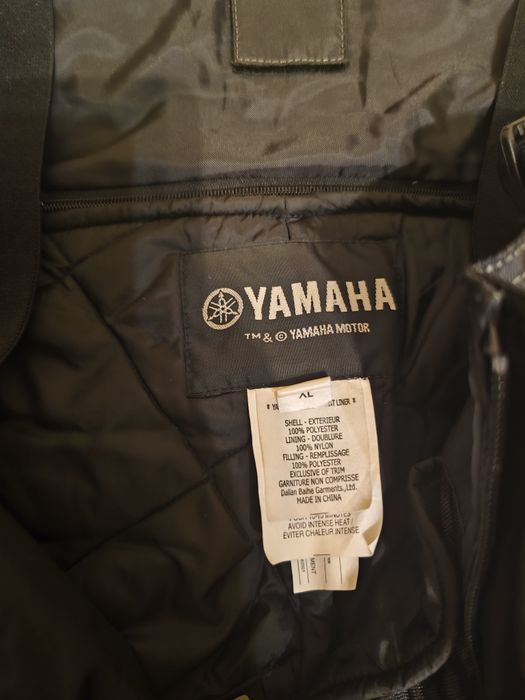 YAMAHA
TM & © YAMAHA MOTOR
XL
SHELL - EXTERIEUR
100% POLYESTER
LINING - DOUBLURE
100% NYLON
FILLING - REMPLISSAGE
100% POLYESTER
EXCLUSIVE OF TRIM
GARNITURE NON COMPRISE
Dalian Baihe Garments.,Ltd.
MADE IN CHINA
AVOID INTENSE HEAT/
ÉVITER CHALEUR INTENSE